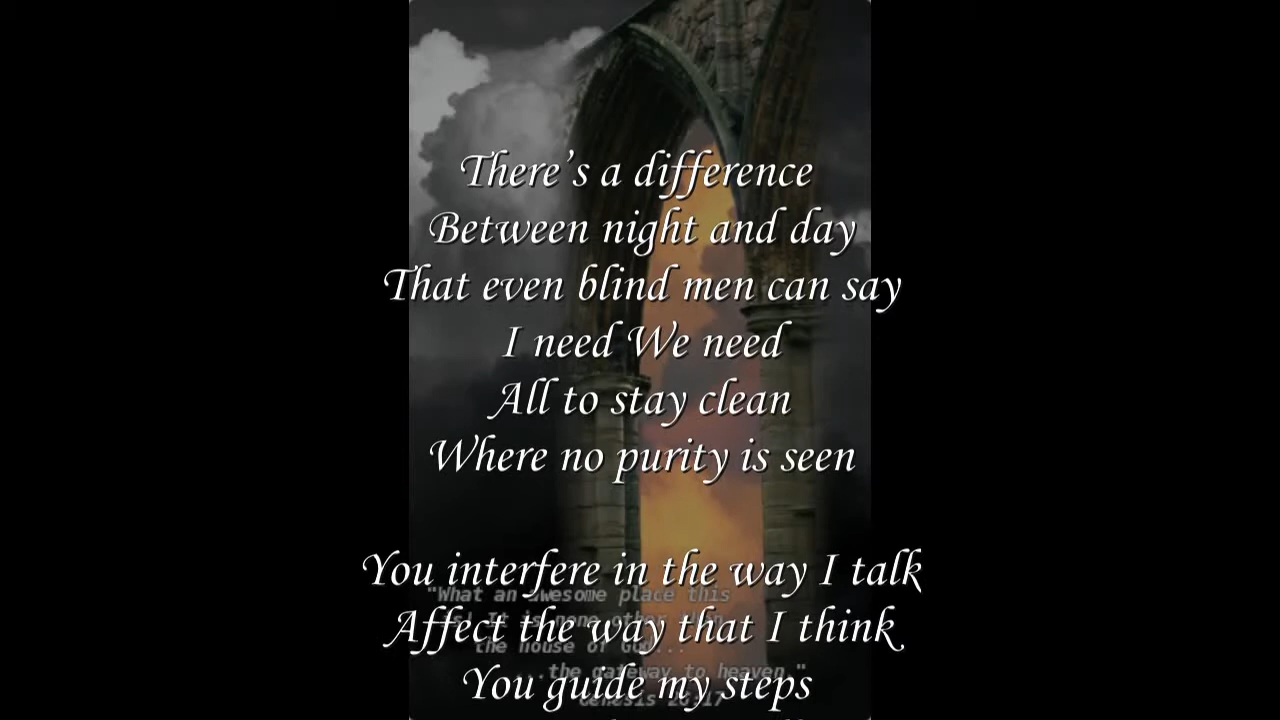 There's a difference
Between night and day
That even blind men can say
I need We need
All to stay clean
Where no purity is seen
You interfere in the way I talk
"What an awesome place this
is! It is none other than
Affect the way that I think
the house of God...
...the gateway to heaven."
You guide my steps
Genesis 28:17